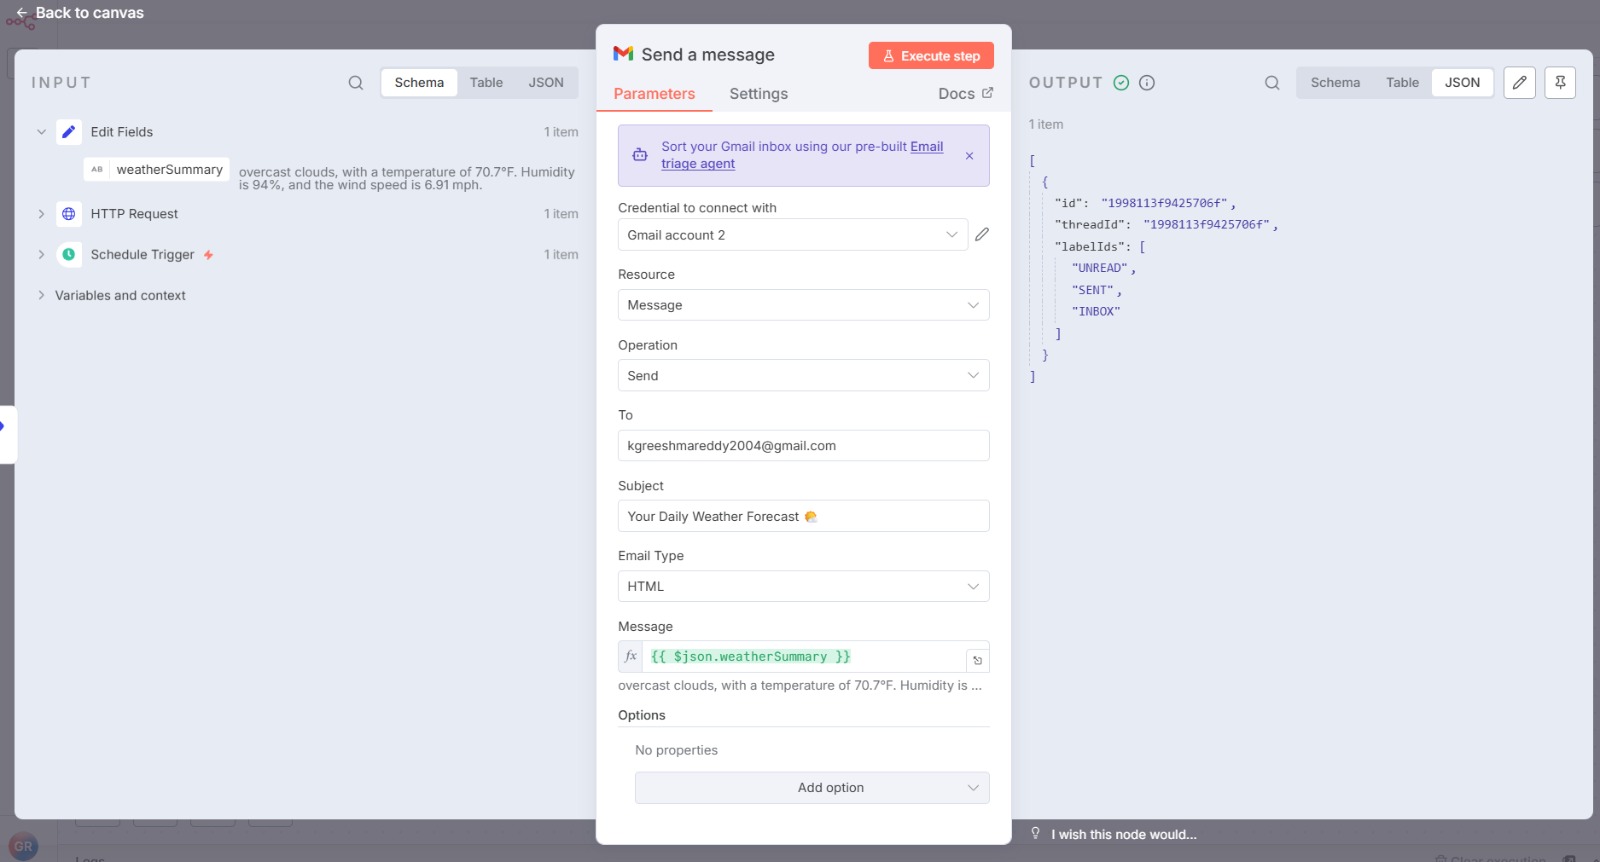 ← Back to canvas
INPUT
Schema
Table
JSON
Edit Fields
1 item
AB
weatherSummary
overcast clouds, with a temperature of 70.7°F. Humidity
is 94%, and the wind speed is 6.91 mph.
HTTP Request
1 item
Schedule Trigger
1 item
Variables and context
Send a message
Execute step
Parameters
Settings
Docs
Sort your Gmail inbox using our pre-built Email
triage agent
Credential to connect with
Gmail account 2
Resource
Message
Operation
Send
To
kgreeshmareddy2004@gmail.com
Subject
Your Daily Weather Forecast 🌤️
Email Type
HTML
Message
fx
{{ $json.weatherSummary }}
overcast clouds, with a temperature of 70.7°F. Humidity is ...
Options
No properties
Add option
OUTPUT
Schema
Table
JSON
1 item
[
{
"id": "1998113f9425706f",
"threadId": "1998113f9425706f",
"labelIds": [
"UNREAD",
"SENT",
"INBOX"
]
}
]
I wish this node would...
GR
Logs
Clear execution